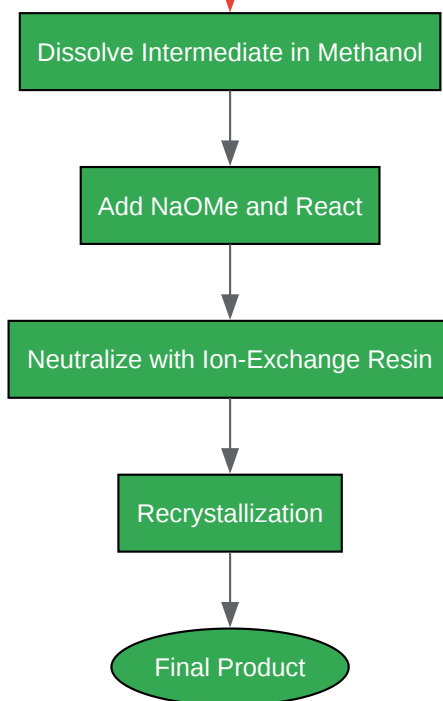 Dissolve Intermediate in Methanol
Add NaOMe and React
Neutralize with Ion-Exchange Resin
Recrystallization
Final Product